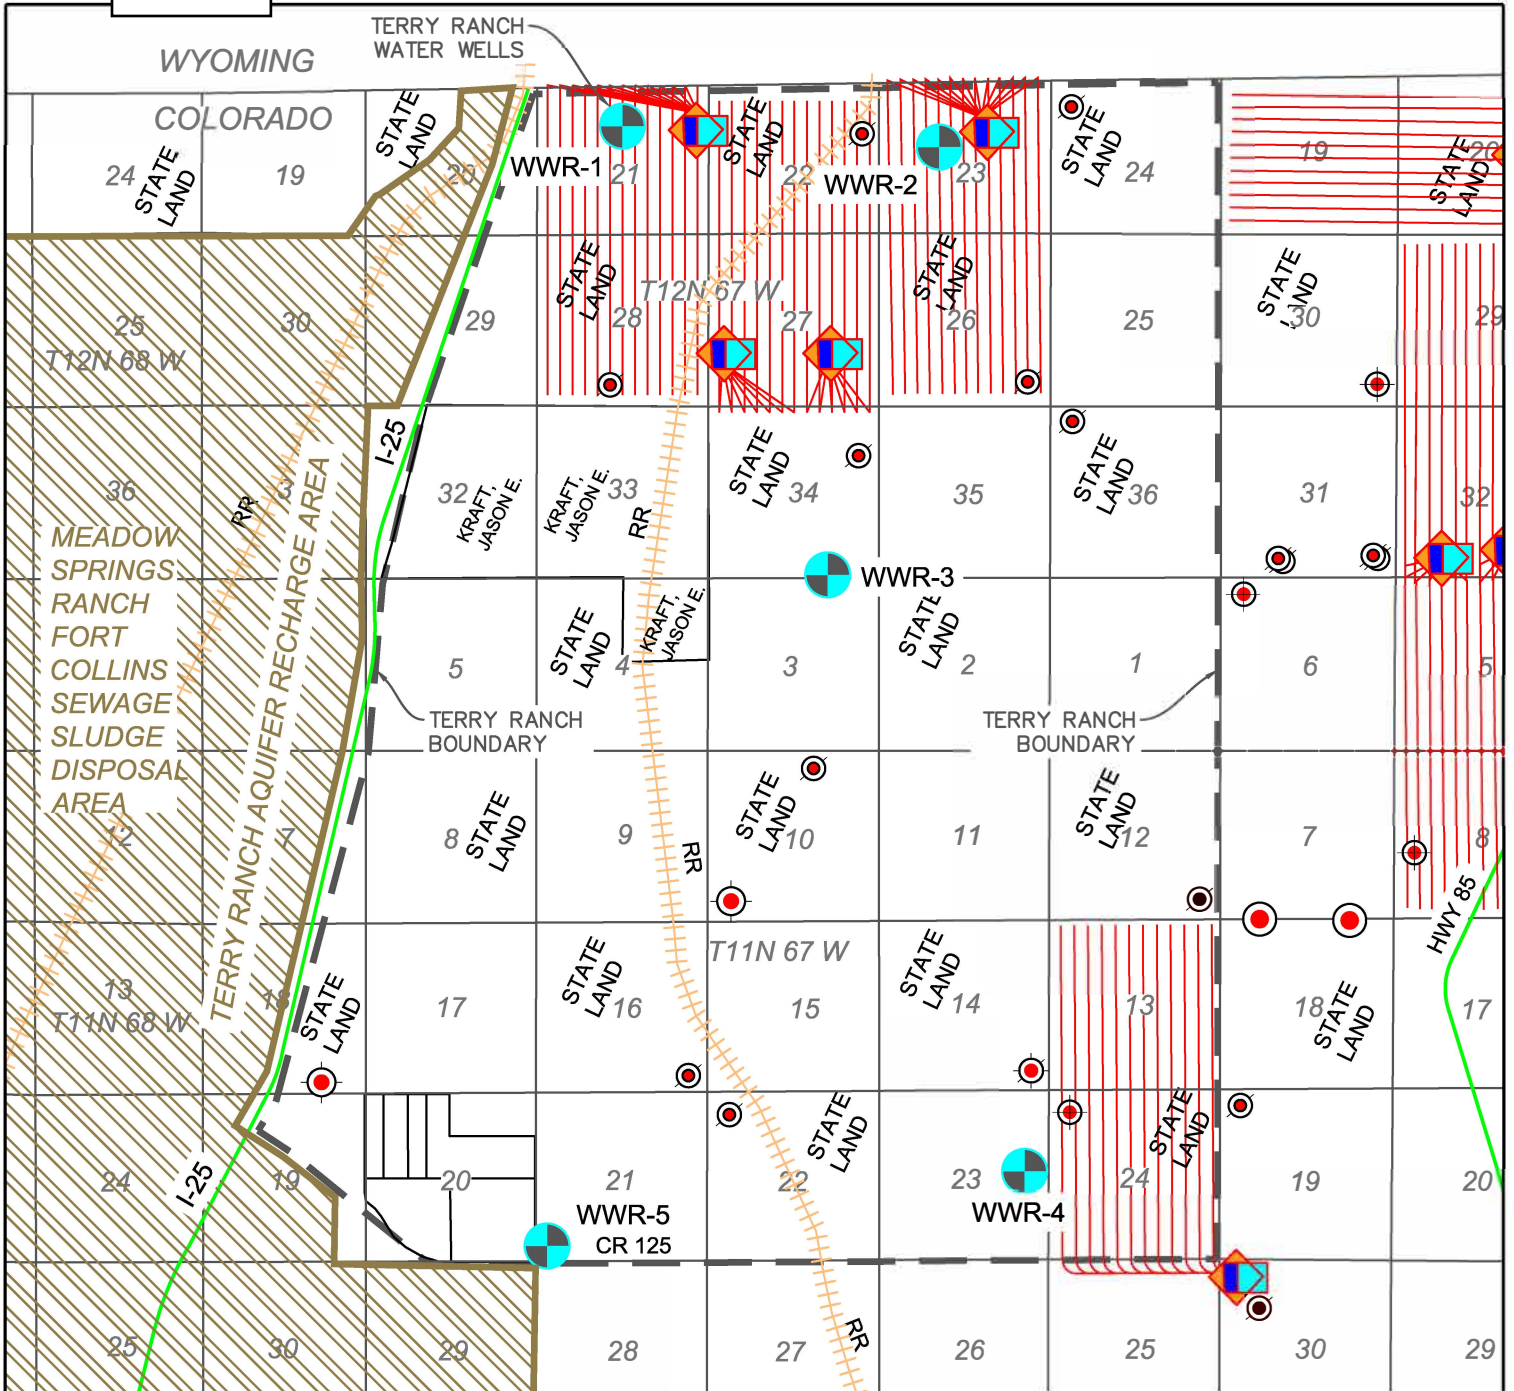 TERRY RANCH
WATER WELLS
WYOMING
COLORADO
STATE
LAND
STATE
LAND
STATE
LAND
STATE
LAND
STATE
LAND
24
19
20
WWR-1
21
22
WWR-2
23
24
19
20
STATE
LAND
STATE
LAND
STATE
T12N 67 W
25
30
29
28
27
26
25
30
29
T12N 68 W
I-25
STATE
LAND
STATE
LAND
36
32
KRAFT,
JASON E.
KRAFT,
JASON E.
33
34
35
36
31
32
RR
RR
MEADOW
SPRINGS
RANCH
FORT
COLLINS
SEWAGE
SLUDGE
DISPOSAL
AREA
TERRY RANCH AQUIFER RECHARGE AREA
WWR-3
KRAFT,
JASON E.
STATE
LAND
STATE
LAND
5
4
3
2
1
6
5
TERRY RANCH
BOUNDARY
TERRY RANCH
BOUNDARY
STATE
LAND
STATE
LAND
STATE
LAND
12
7
8
9
10
11
12
7
8
RR
HWY 85
T11N 67 W
STATE
LAND
STATE
LAND
STATE
LAND
STATE
LAND
13
18
17
16
15
14
13
18
17
T11N 68 W
STATE
LAND
STATE
LAND
24
19
20
21
22
23
24
19
20
I-25
WWR-5
CR 125
WWR-4
25
30
29
28
27
RR
26
25
30
29